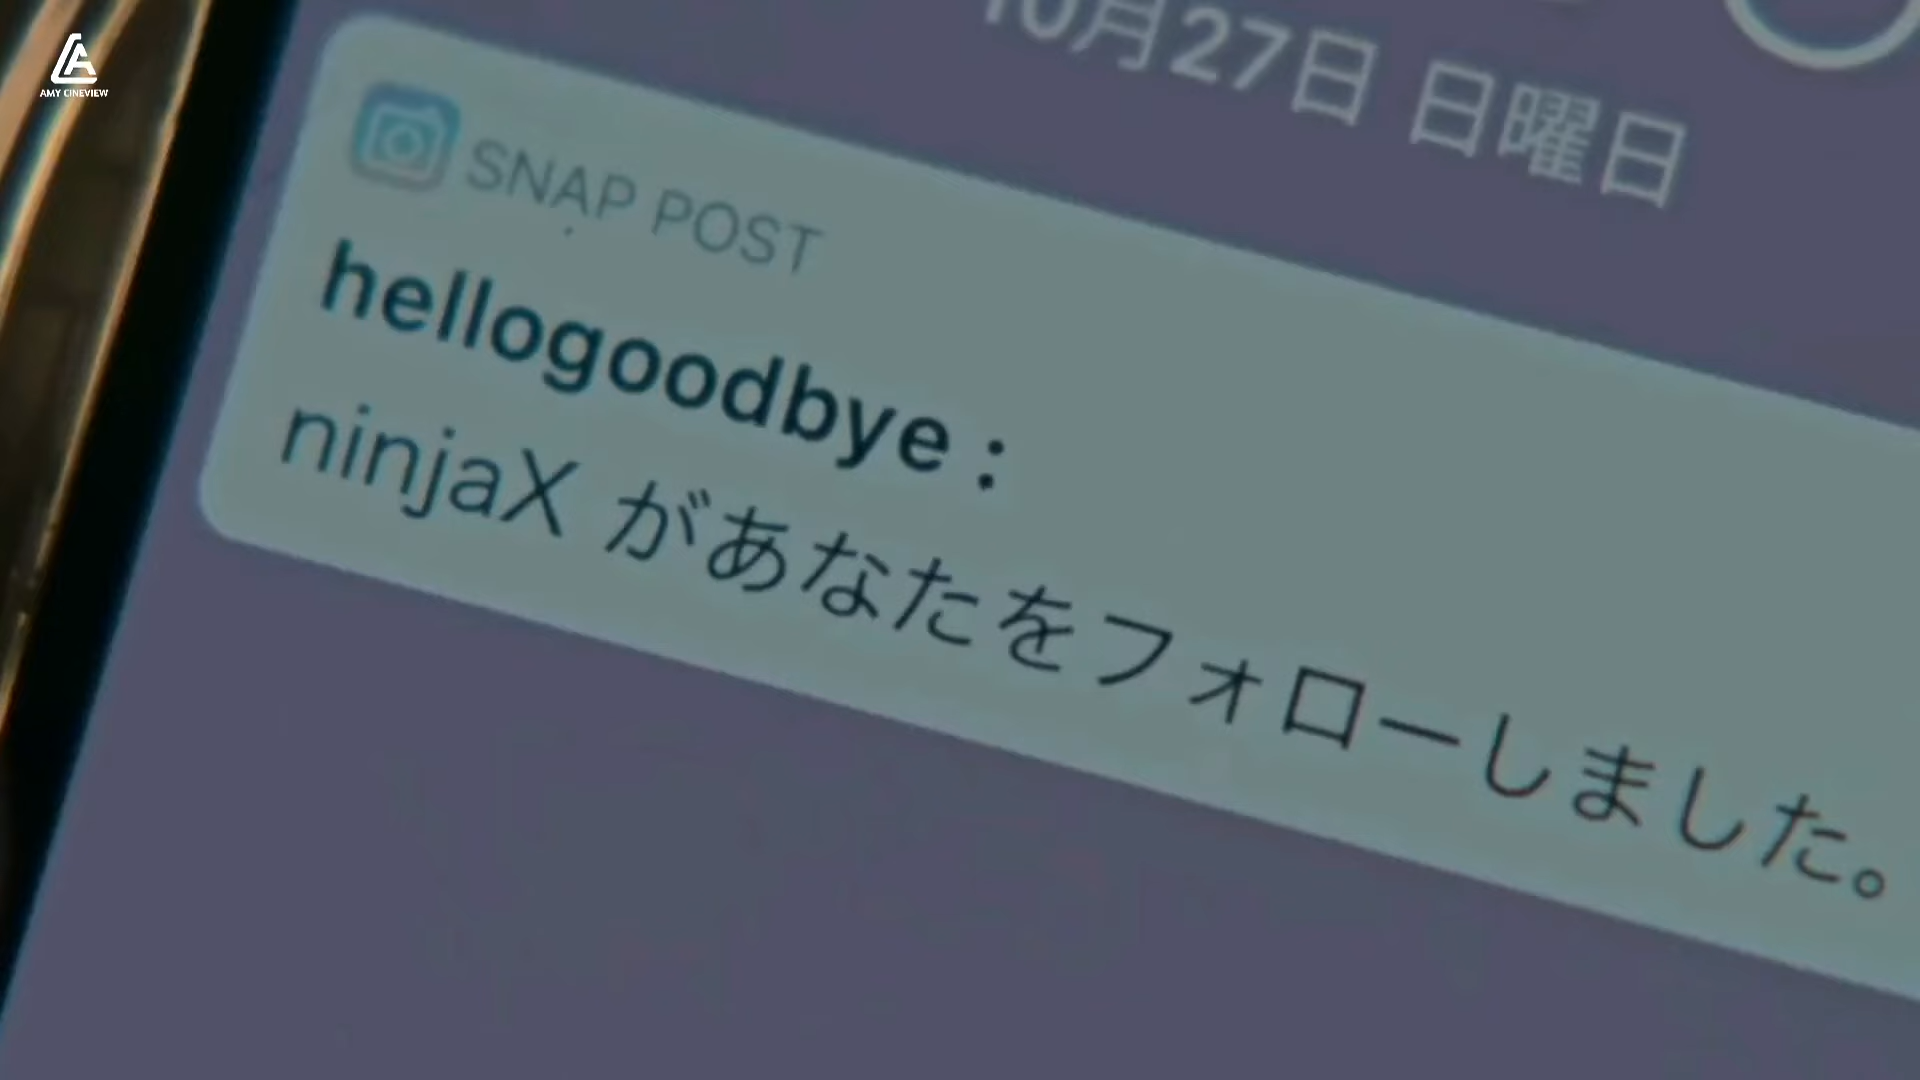 AMY CINEVIEW
10月27日 日曜日
SNAP POST
hellogoodbye :
ninjaX があなたをフォローしました。